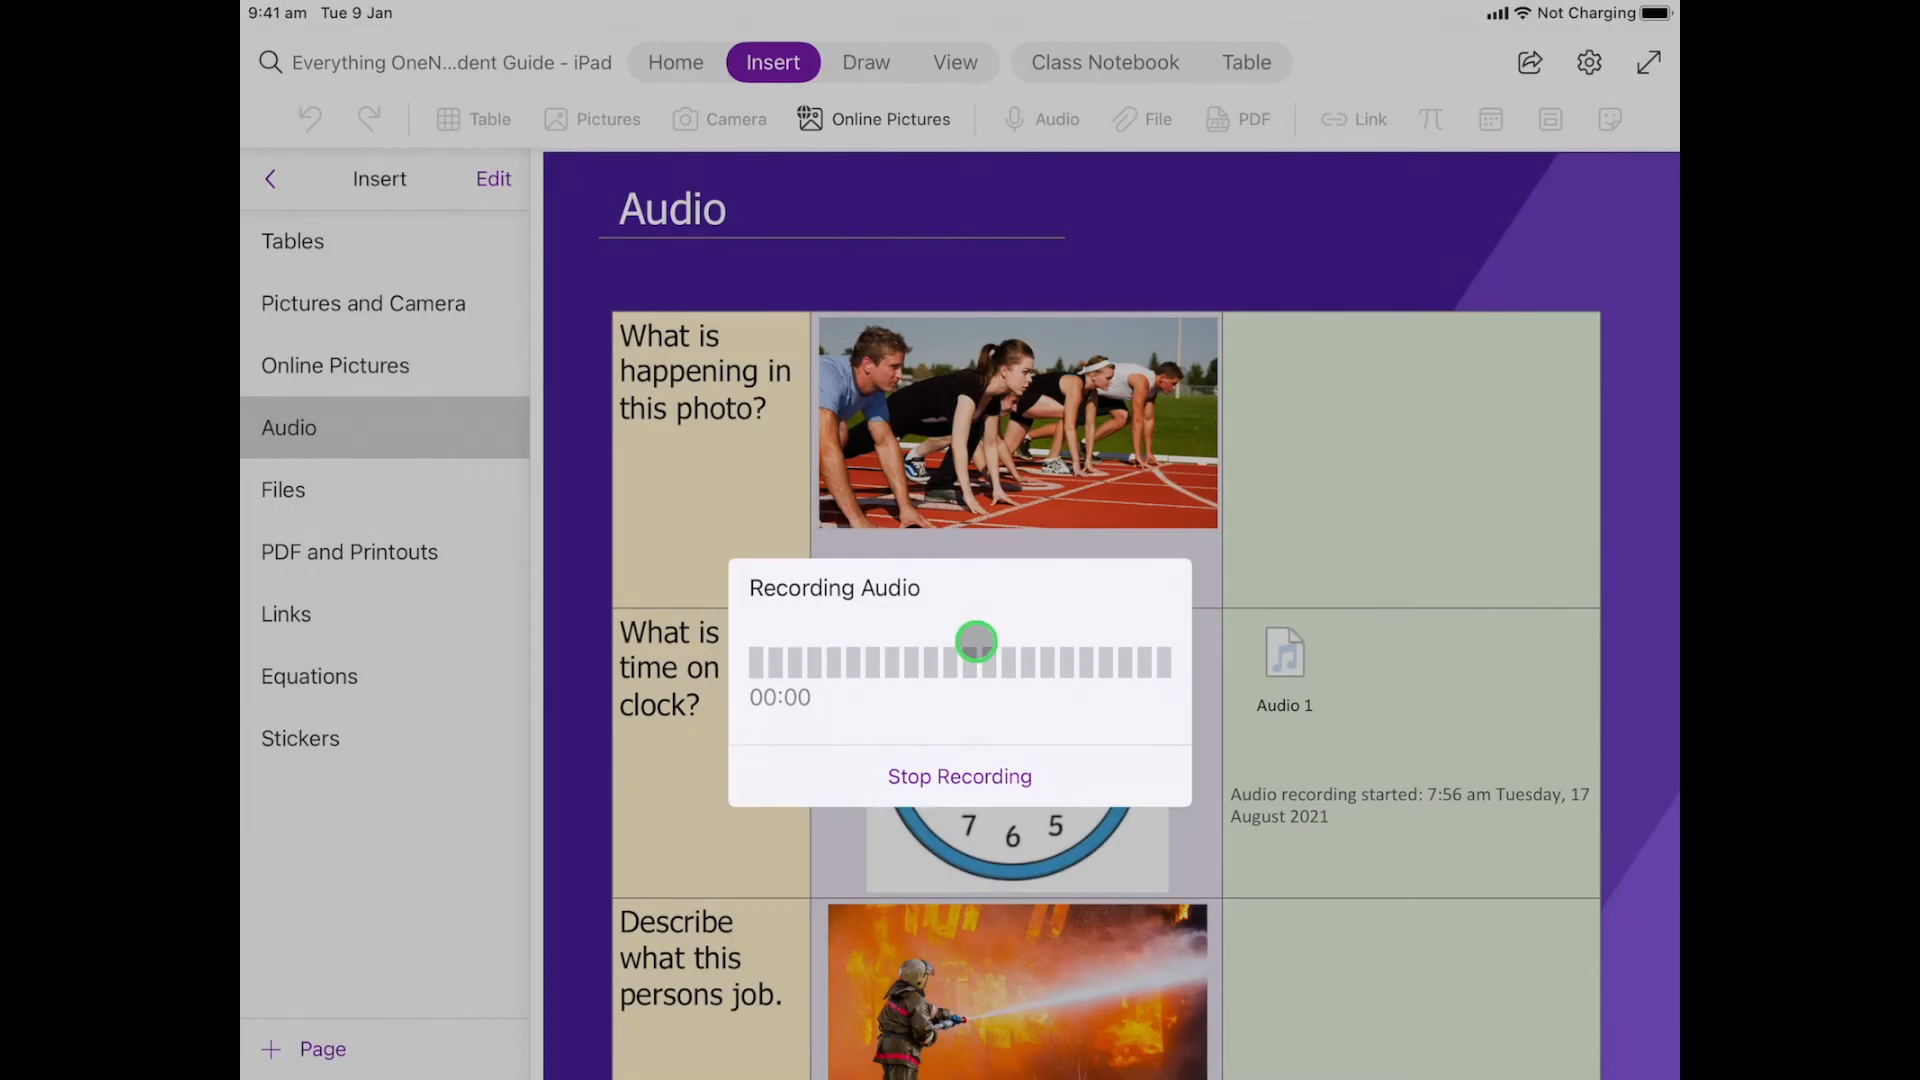 9:41 am Tue 9 Jan
Not Charging
Everything OneN...dent Guide - iPad
Home
Insert
Draw
View
Class Notebook
Table
Table
Pictures
Camera
Online Pictures
Audio
File
PDF
Link
Insert
Edit
Tables
Pictures and Camera
Online Pictures
Audio
Files
PDF and Printouts
Links
Equations
Stickers
Page
Audio
What is
happening in
this photo?
What is
time on
clock?
Recording Audio
00:00
Stop Recording
7 6 5
Audio 1
Audio recording started: 7:56 am Tuesday, 17
August 2021
Describe
what this
persons job.